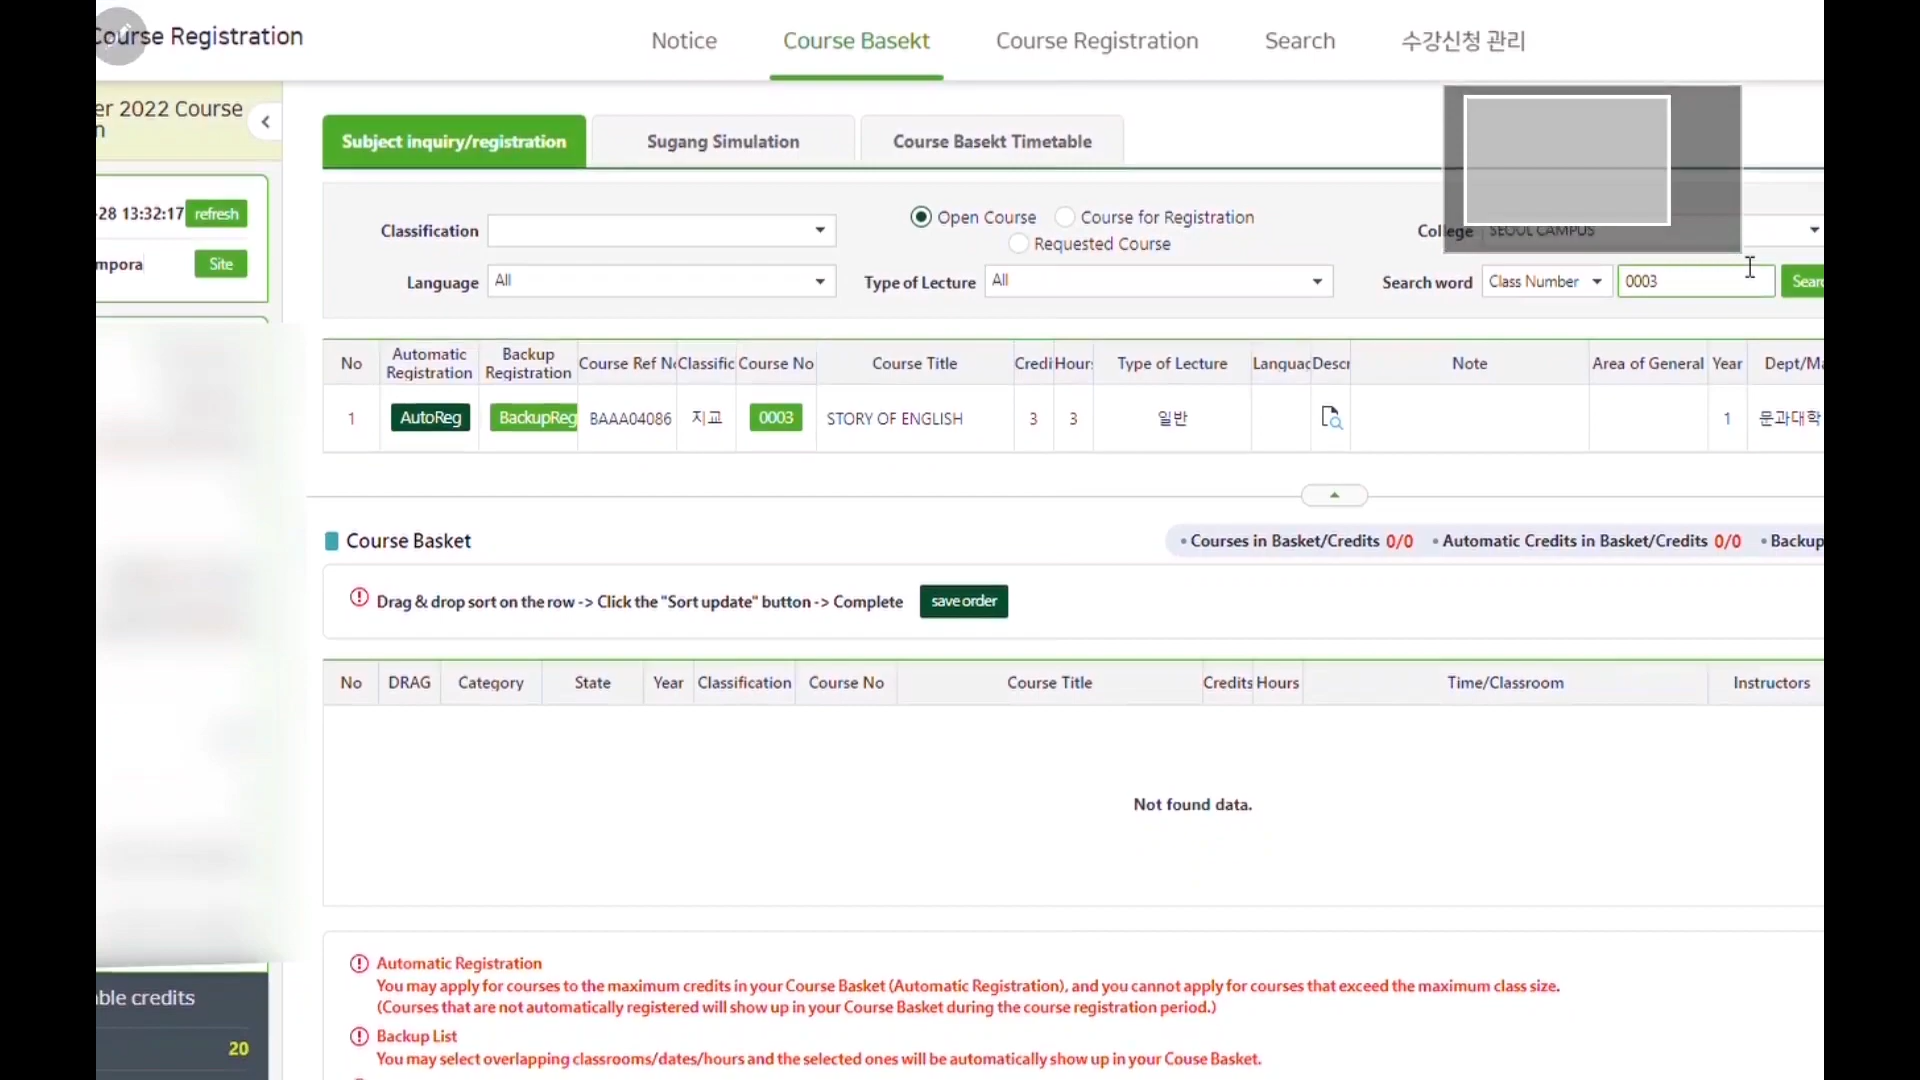 Course Registration
Notice
Course Basekt
Course Registration
Search
수강신청 관리
er 2022 Course
n
-28 13:32:17
refresh
Site
Subject inquiry/registration
Sugang Simulation
Course Basekt Timetable
Classification
Open Course
Course for Registration
Requested Course
College
SEOUL CAMPUS
Language
All
Type of Lecture
All
Search word
Class Number
0003
Sear
No
Automatic Registration
Backup Registration
Course Ref No
Classific
Course No
Course Title
Credi
Hours
Type of Lecture
Languag
Descr
Note
Area of General
Year
Dept/Ma
1
AutoReg
BackupReg
BAAA04086
지교
0003
STORY OF ENGLISH
3
3
일반
1
문과대학
Course Basket
• Courses in Basket/Credits 0/0
• Automatic Credits in Basket/Credits 0/0
• Backup
Drag & drop sort on the row -> Click the "Sort update" button -> Complete
save order
No
DRAG
Category
State
Year
Classification
Course No
Course Title
Credits
Hours
Time/Classroom
Instructors
Not found data.
Automatic Registration
You may apply for courses to the maximum credits in your Course Basket (Automatic Registration), and you cannot apply for courses that exceed the maximum class size.
(Courses that are not automatically registered will show up in your Course Basket during the course registration period.)
Backup List
You may select overlapping classrooms/dates/hours and the selected ones will be automatically show up in your Couse Basket.
ble credits
20